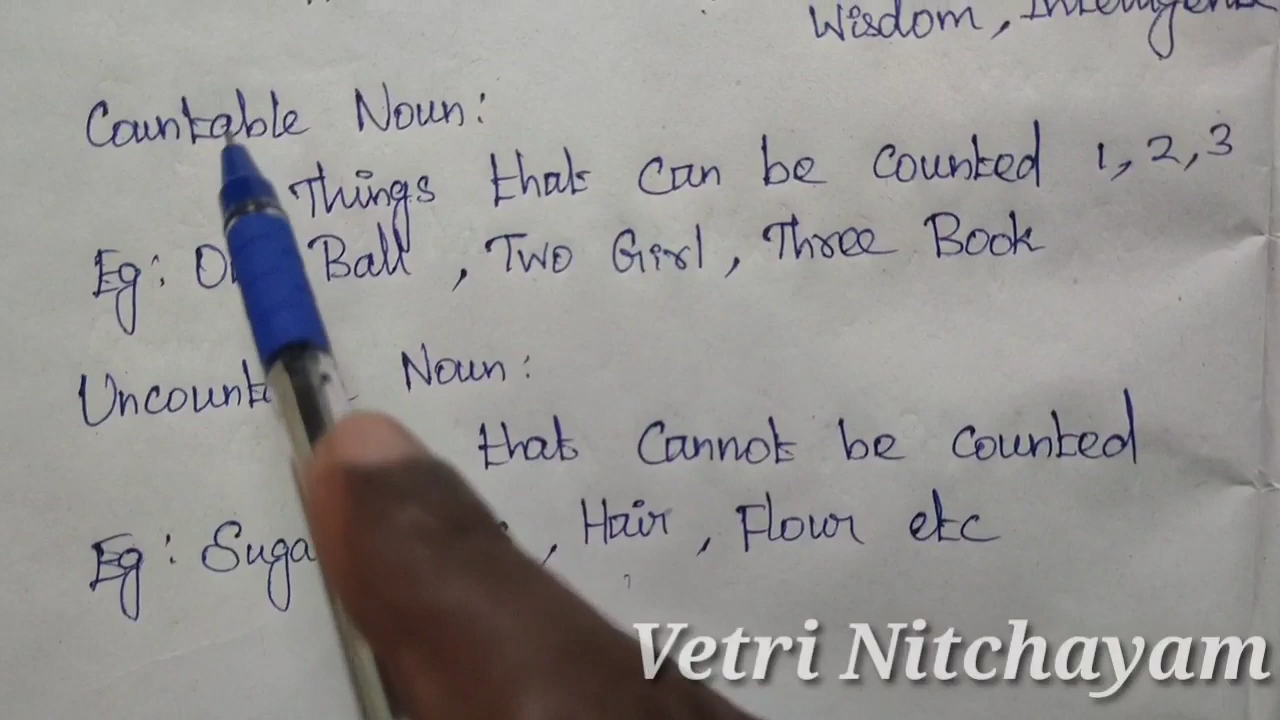 Wisdom,
Countable Noun:
Things that can be counted 1, 2, 3
Eg: Ball, Two Girl, Three Book
Noun:
that cannot be counted
Eg: , Hair, Flour etc
Vetri Nitchayam